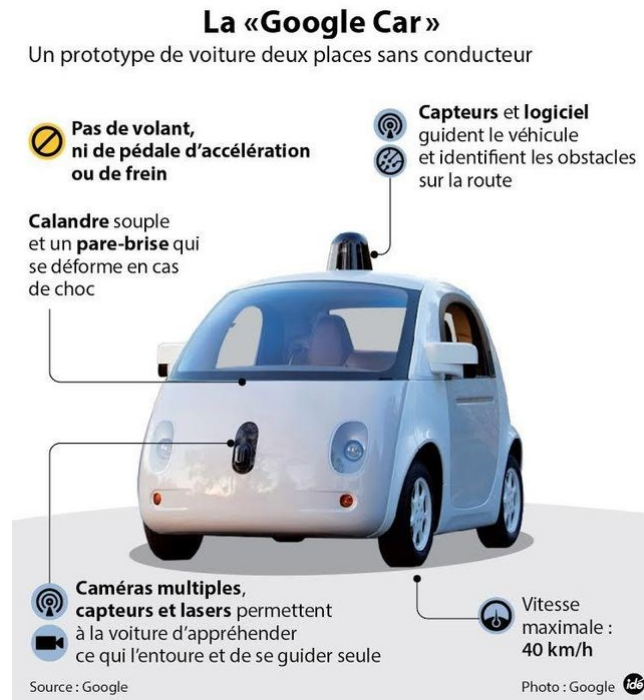 La «Google Car»
Un prototype de voiture deux places sans conducteur
Pas de volant,
ni de pédale d'accélération
ou de frein
Capteurs et logiciel
guident le véhicule
et identifient les obstacles
sur la route
Calandre souple
et un pare-brise qui
se déforme en cas
de choc
Caméras multiples,
capteurs et lasers permettent
à la voiture d'appréhender
ce qui l'entoure et de se guider seule
Vitesse
maximale :
40 km/h
Source : Google
Photo : Google ide